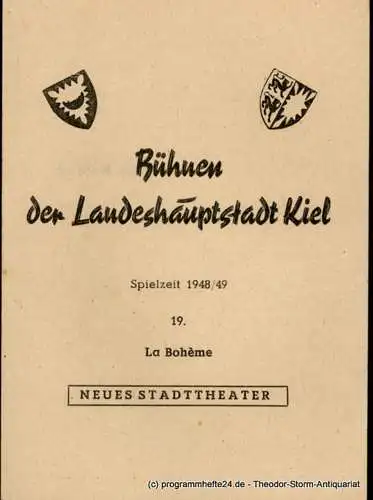 Bühnen
der Landeshauptstadt Kiel
Spielzeit 1948/49
19.
La Bohème
NEUES STADTTHEATER
(c) programmhefte24.de - Theodor-Storm-Antiquariat